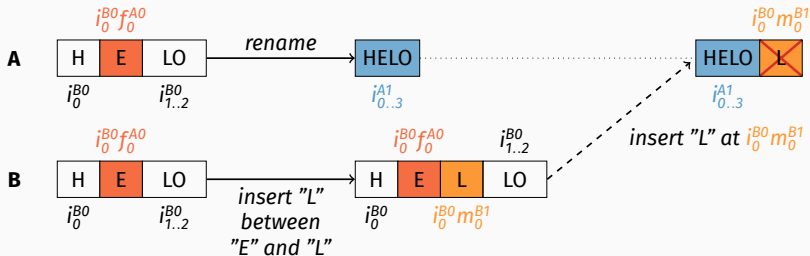 i₀ᴮ⁰f₀ᴬ⁰ i₀ᴮ⁰m₀ᴮ¹
A H E LO rename HELO HELO L
i₀ᴮ⁰ i₁..₂ᴮ⁰ i₀..₃ᴬ¹ i₀..₃ᴬ¹
i₀ᴮ⁰f₀ᴬ⁰ i₀ᴮ⁰f₀ᴬ⁰ i₁..₂ᴮ⁰ insert "L" at i₀ᴮ⁰m₀ᴮ¹
B H E LO H E L LO
i₀ᴮ⁰ i₁..₂ᴮ⁰ insert "L" i₀ᴮ⁰ i₀ᴮ⁰m₀ᴮ¹
between
"E" and "L"